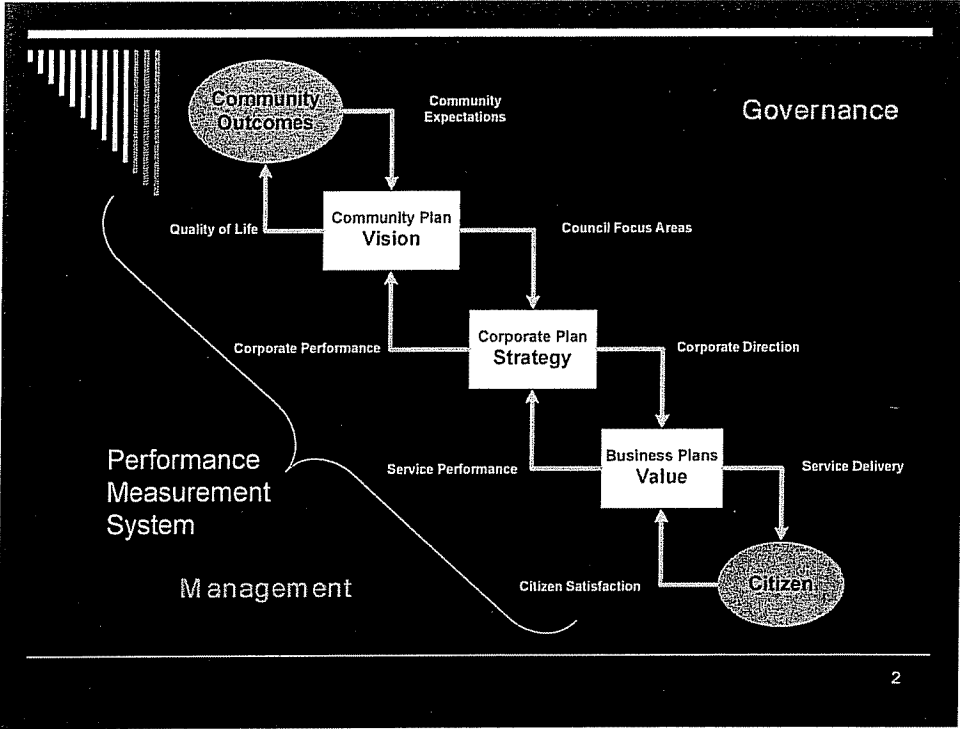 Community
Outcomes
Community
Expectations
Governance
Quality of Life
Community Plan
Vision
Council Focus Areas
Corporate Performance
Corporate Plan
Strategy
Corporate Direction
Performance
Measurement
System
Service Performance
Business Plans
Value
Service Delivery
Management
Citizen Satisfaction
Citizen
2